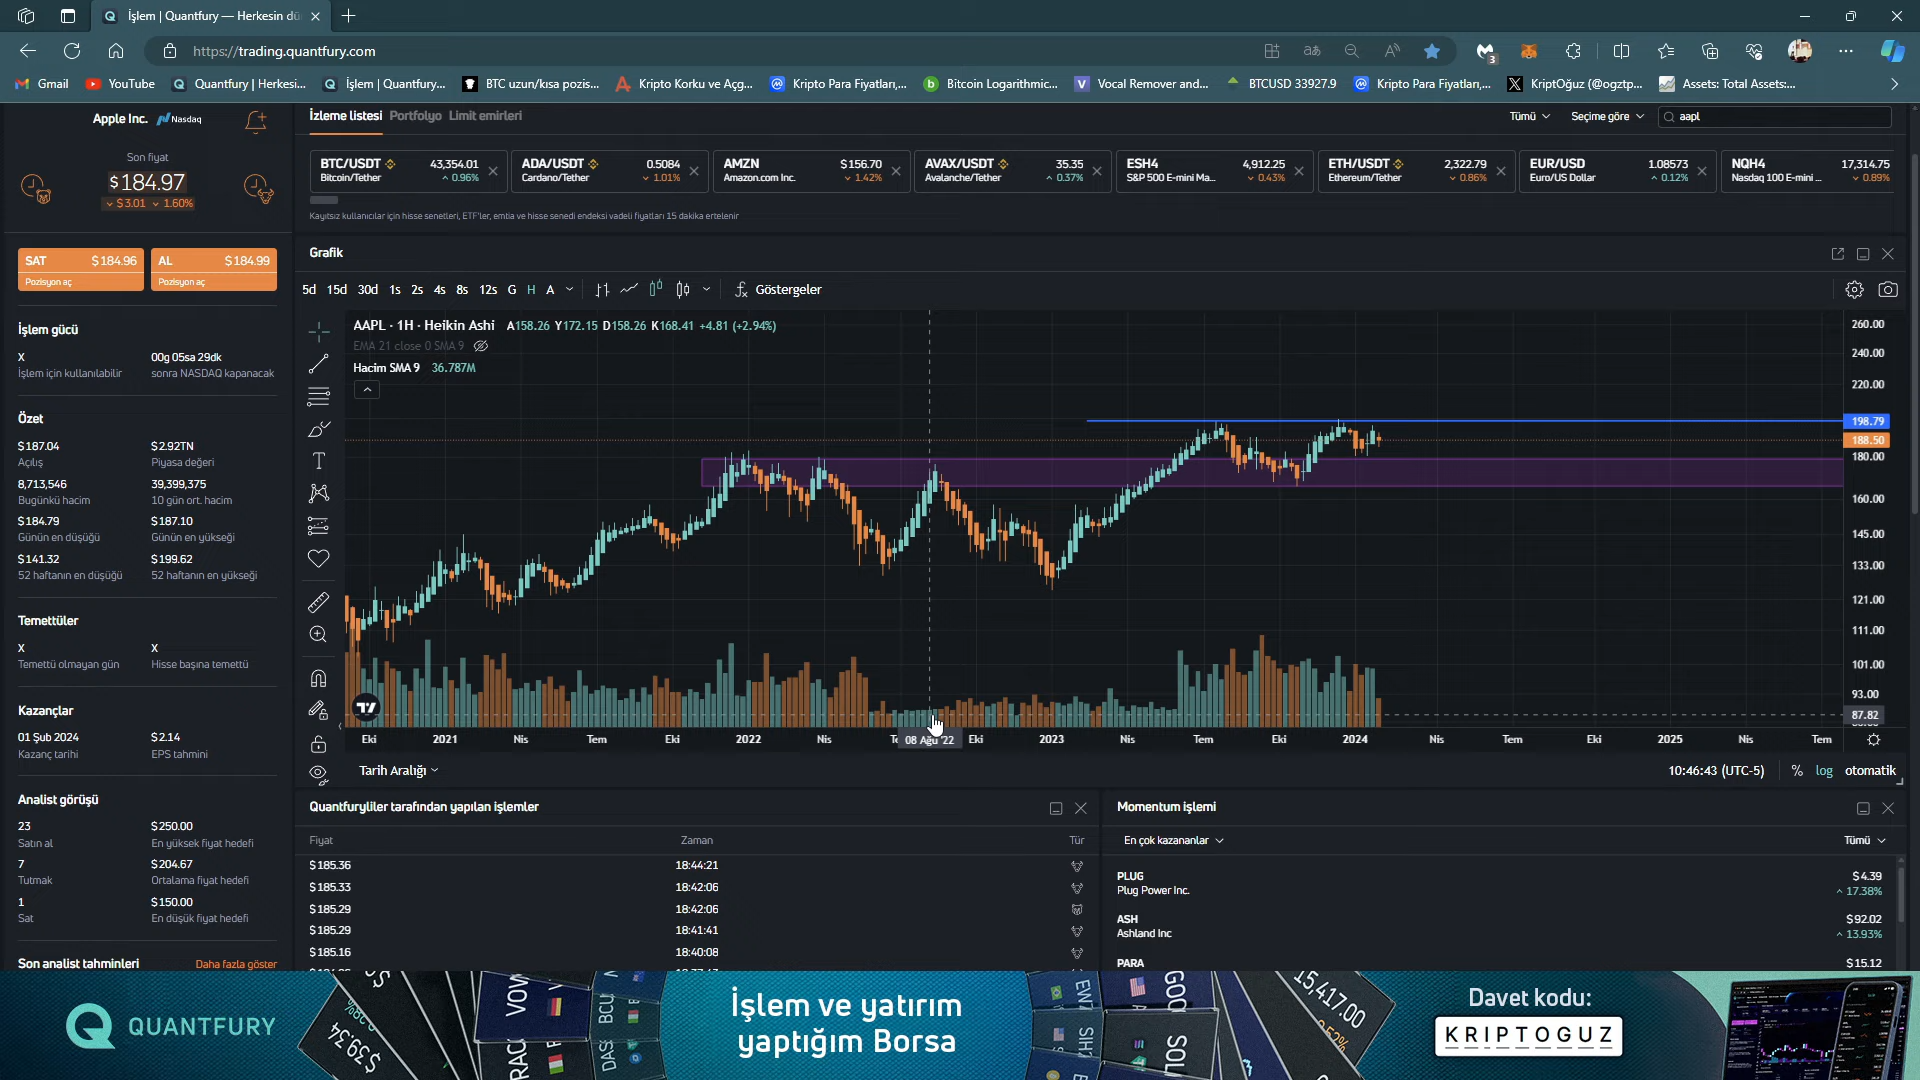 İşlem | Quantfury — Herkesin dü
https://trading.quantfury.com
Gmail
YouTube
Quantfury | Herkesi...
İşlem | Quantfury...
BTC uzun/kısa pozis...
Kripto Korku ve Açg...
Kripto Para Fiyatları,...
Bitcoin Logarithmic...
Vocal Remover and...
BTCUSD 33927.9
Kripto Para Fiyatları,...
KriptOğuz (@ogztp...
Assets: Total Assets:...
Apple Inc. Nasdaq
Son fiyat
$184.97
$3.01 1.60%
SAT $184.96
Pozisyon aç
AL $184.99
Pozisyon aç
İşlem gücü
X 00g 05sa 29dk
İşlem için kullanılabilir sonra NASDAQ kapanacak
Özet
$187.04 $2.92TN
Açılış Piyasa değeri
8,713,546 39,399,375
Bugünkü hacim 10 gün ort. hacim
$184.79 $187.10
Günün en düşüğü Günün en yükseği
$141.32 $199.62
52 haftanın en düşüğü 52 haftanın en yükseği
Temettüler
X X
Temettü olmayan gün Hisse başına temettü
Kazançlar
01 Şub 2024 $2.14
Kazanç tarihi EPS tahmini
Analist görüşü
23 $250.00
Satın al En yüksek fiyat hedefi
7 $204.67
Tutmak Ortalama fiyat hedefi
1 $150.00
Sat En düşük fiyat hedefi
Son analist tahminleri Daha fazla göster
İzleme listesi Portfolyo Limit emirleri
Tümü Seçime göre aapl
BTC/USDT 43,354.01
Bitcoin/Tether 0.96%
ADA/USDT 0.5084
Cardano/Tether 1.01%
AMZN $156.70
Amazon.com Inc. 1.42%
AVAX/USDT 35.35
Avalanche/Tether 0.37%
ESH4 4,912.25
S&P 500 E-mini Ma... 0.43%
ETH/USDT 2,322.79
Ethereum/Tether 0.86%
EUR/USD 1.08573
Euro/US Dollar 0.12%
NQH4 17,314.75
Nasdaq 100 E-mini ... 0.89%
Kayıtsız kullanıcılar için hisse senetleri, ETF'ler, emtia ve hisse senedi endeksi vadeli fiyatları 15 dakika ertelenir
Grafik
5d 15d 30d 1s 2s 4s 8s 12s G H A Göstergeler
AAPL · 1H · Heikin Ashi A158.26 Y172.15 D158.26 K168.41 +4.81 (+2.94%)
EMA 21 close 0 SMA 9
Hacim SMA 9 36.787M
260.00
240.00
220.00
198.79
188.50
180.00
160.00
145.00
133.00
121.00
111.00
101.00
93.00
87.82
Eki 2021 Nis Tem Eki 2022 Nis 08 Ağu '22 Eki 2023 Nis Tem Eki 2024 Nis Tem Eki 2025 Nis Tem
Tarih Aralığı
10:46:43 (UTC-5) % log otomatik
Quantfuryliler tarafından yapılan işlemler
Fiyat Zaman Tür
$185.36 18:44:21
$185.33 18:42:06
$185.29 18:42:06
$185.29 18:41:41
$185.16 18:40:08
Momentum işlemi
En çok kazananlar Tümü
PLUG $4.39
Plug Power Inc. 17.38%
ASH $92.02
Ashland Inc 13.93%
PARA $15.12
QUANTFURY
$39.34
15,417.00
İşlem ve yatırım
yaptığım Borsa
Davet kodu:
KRIPTOGUZ